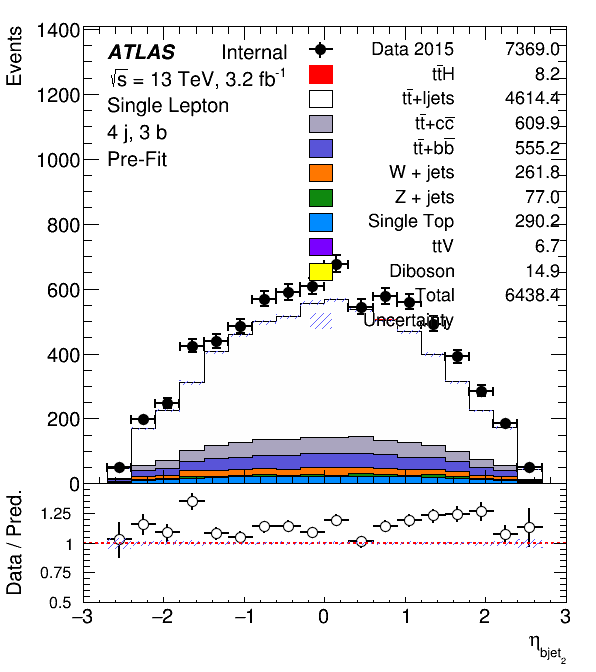 Events
1400
1200
1000
800
600
400
200
0
ATLAS Internal
√s = 13 TeV, 3.2 fb-1
Single Lepton
4 j, 3 b
Pre-Fit
Data 2015 7369.0
tt̄H 8.2
tt̄+ljets 4614.4
tt̄+cc̄ 609.9
tt̄+bb̄ 555.2
W + jets 261.8
Z + jets 77.0
Single Top 290.2
ttV 6.7
Diboson 14.9
Total 6438.4
Uncertainty
Data / Pred.
1.25
1
0.75
0.5
−3 −2 −1 0 1 2 3
ηbjet2